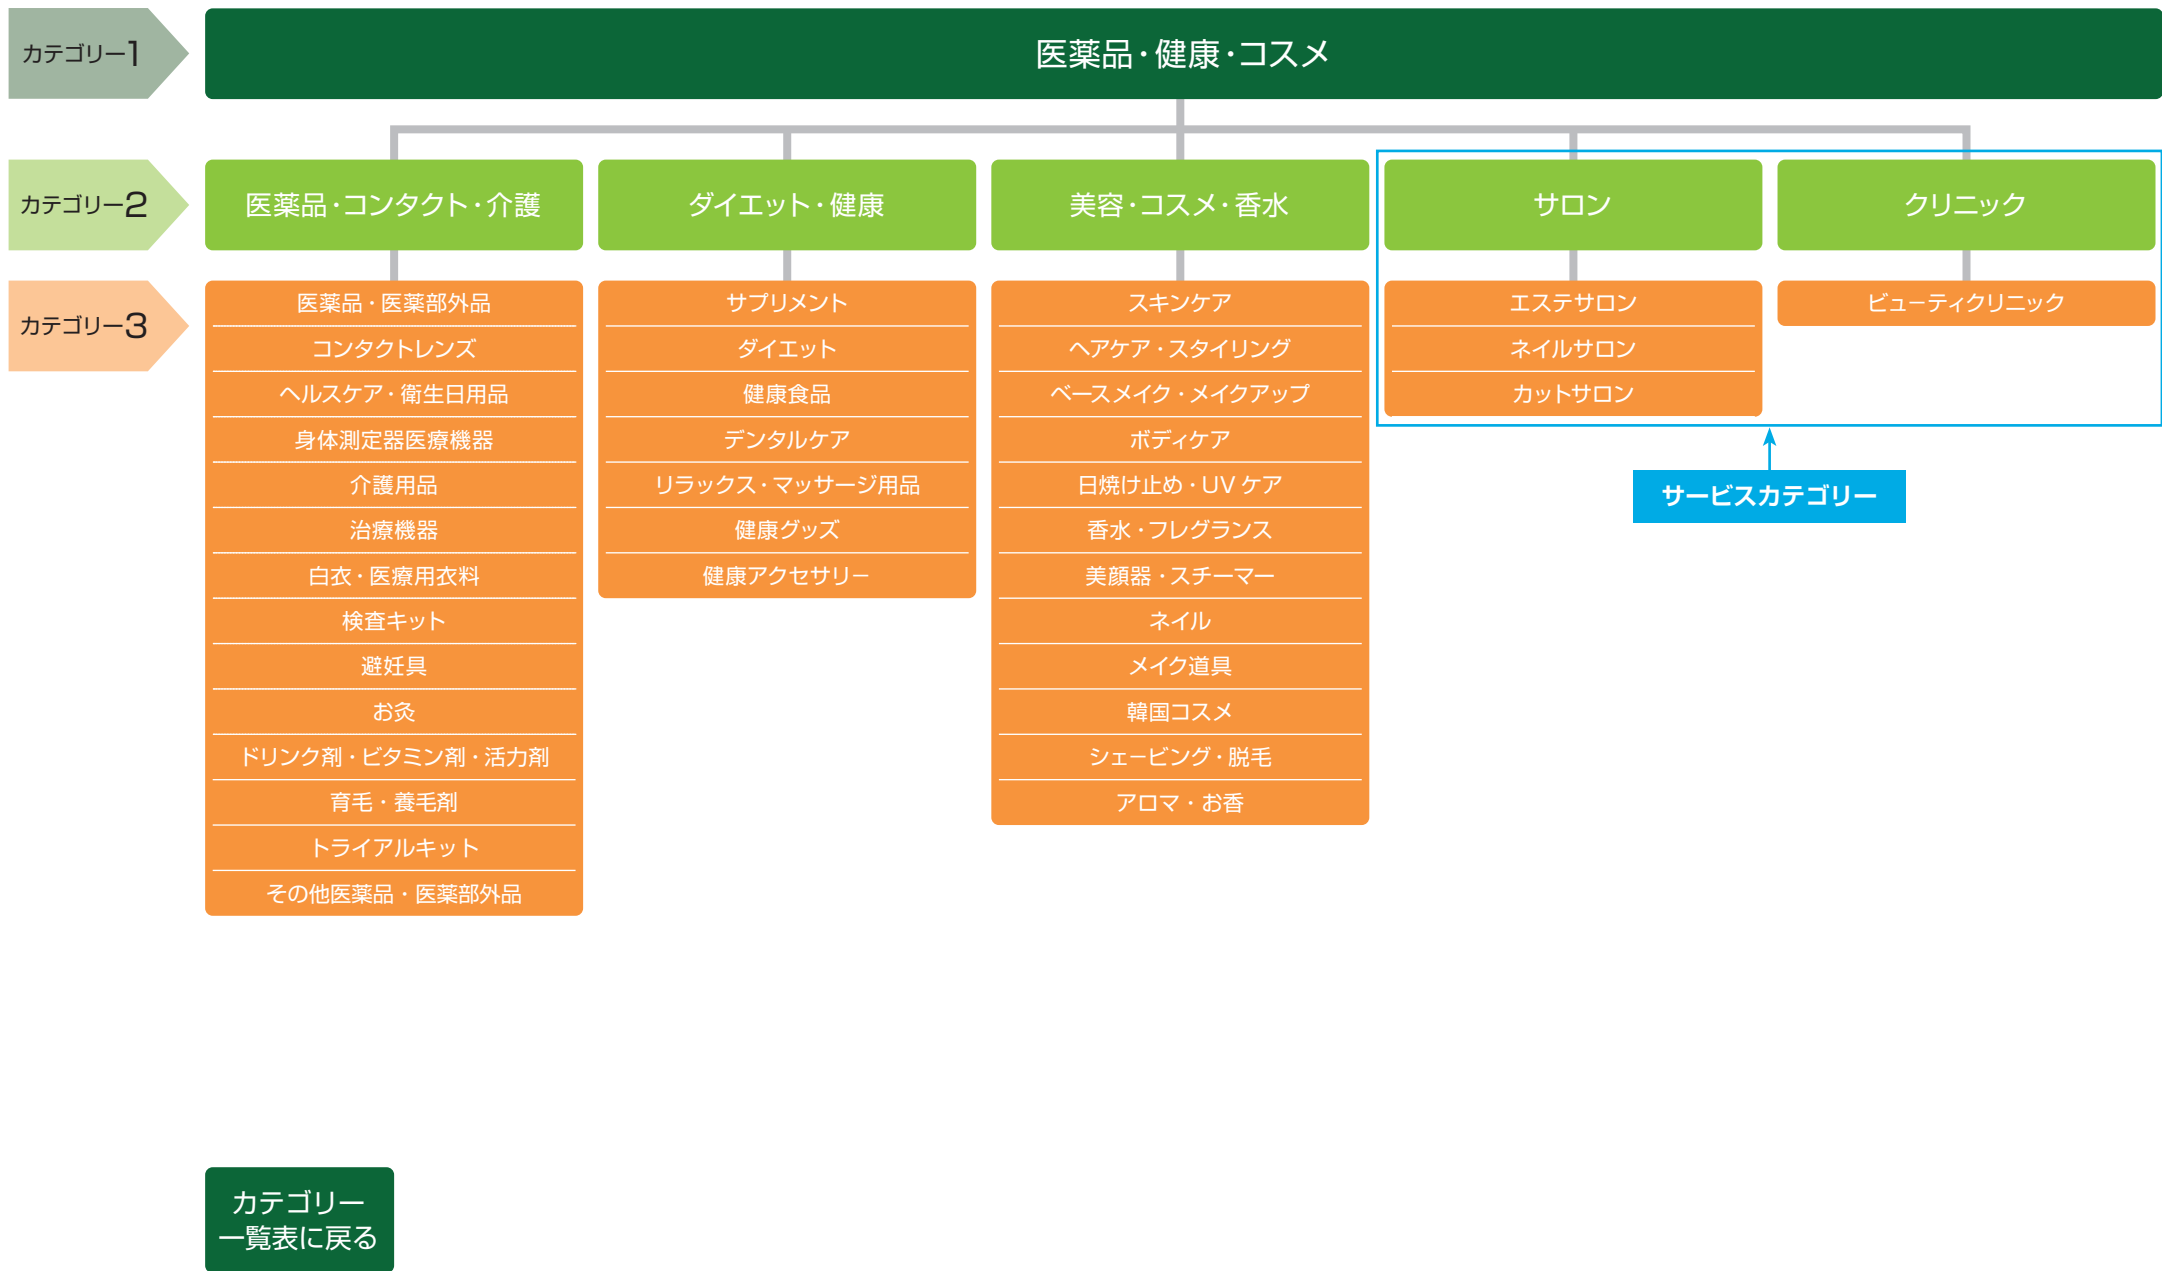 カテゴリー1
医薬品・健康・コスメ
カテゴリー2
医薬品・コンタクト・介護
ダイエット・健康
美容・コスメ・香水
サロン
クリニック
カテゴリー3
医薬品・医薬部外品
コンタクトレンズ
ヘルスケア・衛生日用品
身体測定器医療機器
介護用品
治療機器
白衣・医療用衣料
検査キット
避妊具
お灸
ドリンク剤・ビタミン剤・活力剤
育毛・養毛剤
トライアルキット
その他医薬品・医薬部外品
サプリメント
ダイエット
健康食品
デンタルケア
リラックス・マッサージ用品
健康グッズ
健康アクセサリー
スキンケア
ヘアケア・スタイリング
ベースメイク・メイクアップ
ボディケア
日焼け止め・UVケア
香水・フレグランス
美顔器・スチーマー
ネイル
メイク道具
韓国コスメ
シェービング・脱毛
アロマ・お香
エステサロン
ネイルサロン
カットサロン
ビューティクリニック
サービスカテゴリー
カテゴリー
一覧表に戻る